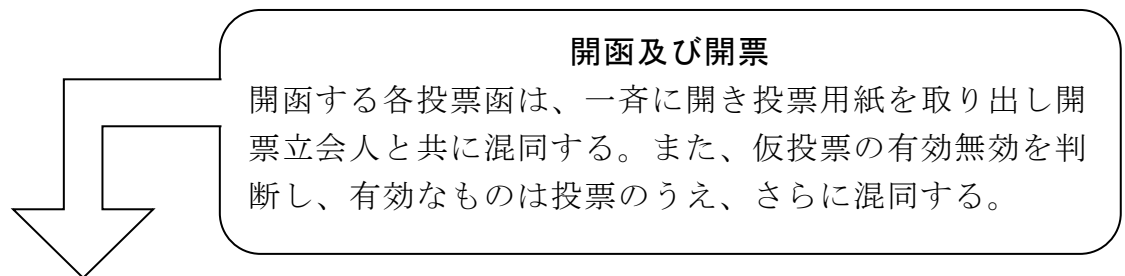 開函及び開票
開函する各投票函は、一斉に開き投票用紙を取り出し開
票立会人と共に混同する。また、仮投票の有効無効を判
断し、有効なものは投票のうえ、さらに混同する。